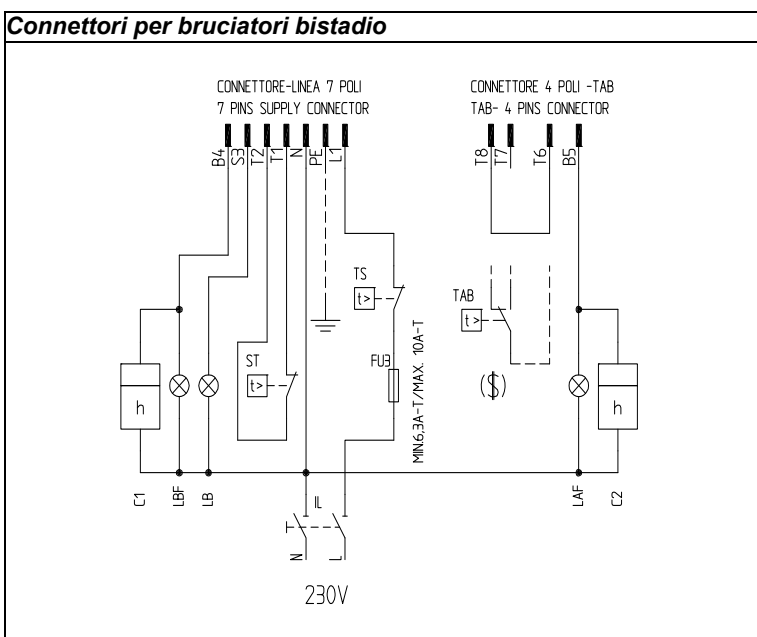 Connettori per bruciatori bistadio
CONNETTORE-LINEA 7 POLI
7 PINS SUPPLY CONNECTOR
CONNETTORE 4 POLI -TAB
TAB- 4 PINS CONNECTOR
B4
S3
T2
T1
N
PE
L1
T8
T7
T6
B5
TS
t>
TAB
t>
ST
t>
FU3
MIN.6,3A-T/MAX. 10A-T
($)
h
h
C1
LBF
LB
IL
LAF
C2
N
L
230V